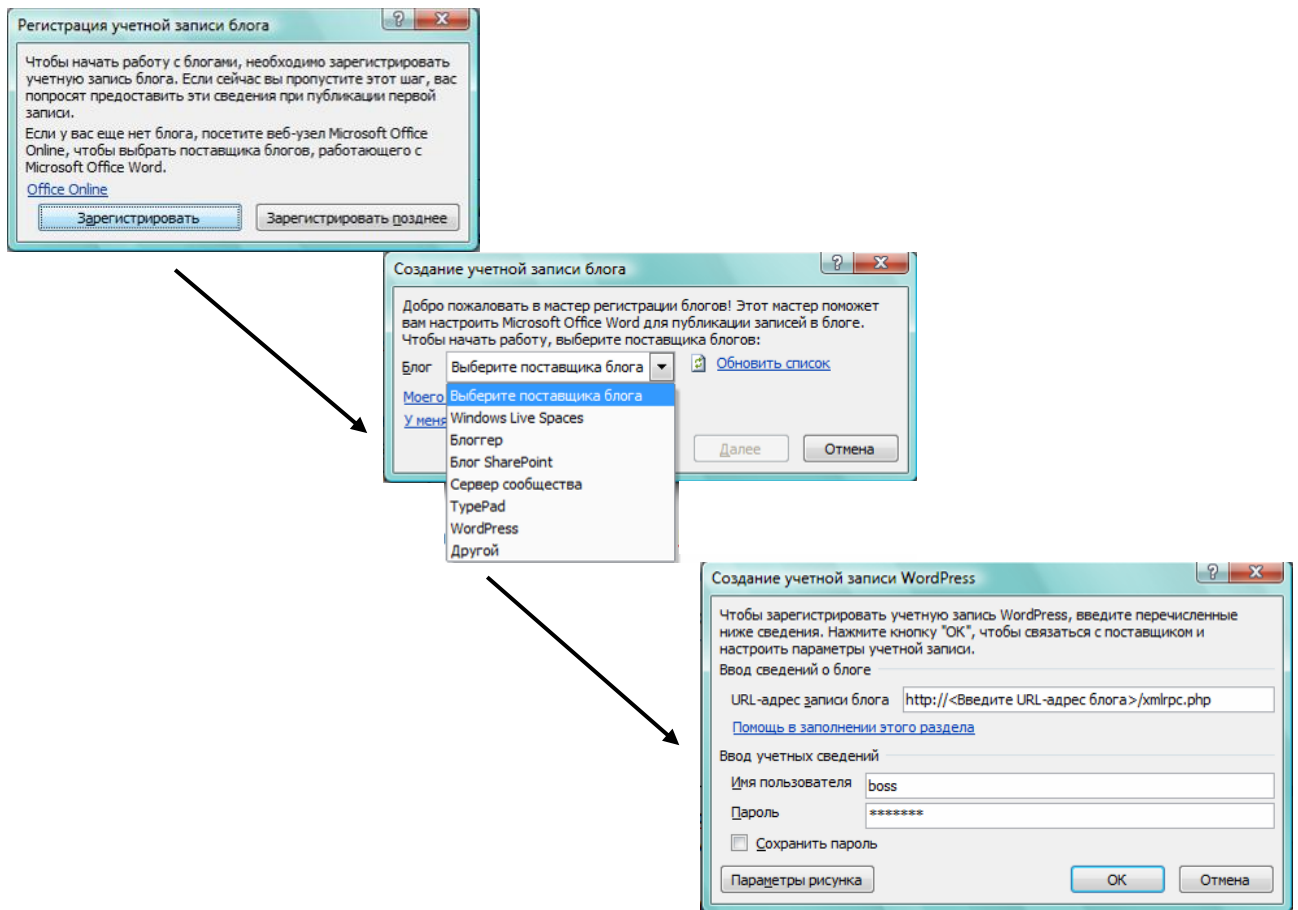 Регистрация учетной записи блога
Чтобы начать работу с блогами, необходимо зарегистрировать
учетную запись блога. Если сейчас вы пропустите этот шаг, вас
попросят предоставить эти сведения при публикации первой
записи.
Если у вас еще нет блога, посетите веб-узел Microsoft Office
Online, чтобы выбрать поставщика блогов, работающего с
Microsoft Office Word.
Office Online
Зарегистрировать
Зарегистрировать позднее
Создание учетной записи блога
Добро пожаловать в мастер регистрации блогов! Этот мастер поможет
вам настроить Microsoft Office Word для публикации записей в блоге.
Чтобы начать работу, выберите поставщика блогов:
Блог
Выберите поставщика блога
Обновить список
Моего
У меня
Выберите поставщика блога
Windows Live Spaces
Блоггер
Блог SharePoint
Сервер сообщества
TypePad
WordPress
Другой
Далее
Отмена
Создание учетной записи WordPress
Чтобы зарегистрировать учетную запись WordPress, введите перечисленные
ниже сведения. Нажмите кнопку "ОК", чтобы связаться с поставщиком и
настроить параметры учетной записи.
Ввод сведений о блоге
URL-адрес записи блога
http://<Введите URL-адрес блога>/xmlrpc.php
Помощь в заполнении этого раздела
Ввод учетных сведений
Имя пользователя
boss
Пароль
*******
Сохранить пароль
Параметры рисунка
ОК
Отмена